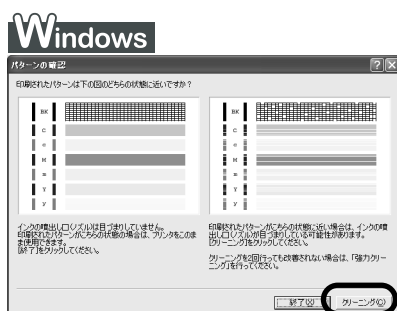 Windows
パターンの確認
印刷されたパターンは下の図のどちらの状態に近いですか？
BK
C
c
M
m
Y
y
BK
C
c
M
m
Y
y
インクの噴出し口(ノズル)は目づまりしていません。
印刷されたパターンがこちらの状態の場合は、プリンタをこのま
ま使用できます。
[終了]をクリックしてください。
印刷されたパターンがこちらの状態に近い場合は、インクの噴
出し口(ノズル)が目づまりしている可能性があります。
[クリーニング]をクリックしてください。
クリーニングを2回行っても改善されない場合は、「強力クリー
ニング」を行ってください。
終了(X)
クリーニング(C)